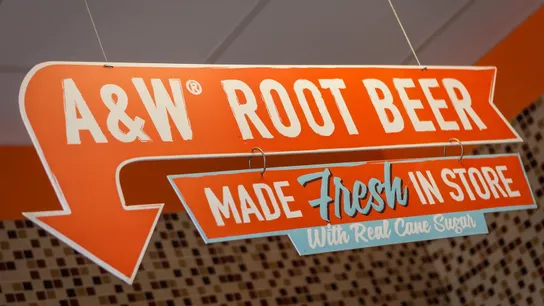 A&W® ROOT BEER
MADE Fresh IN STORE
With Real Cane Sugar